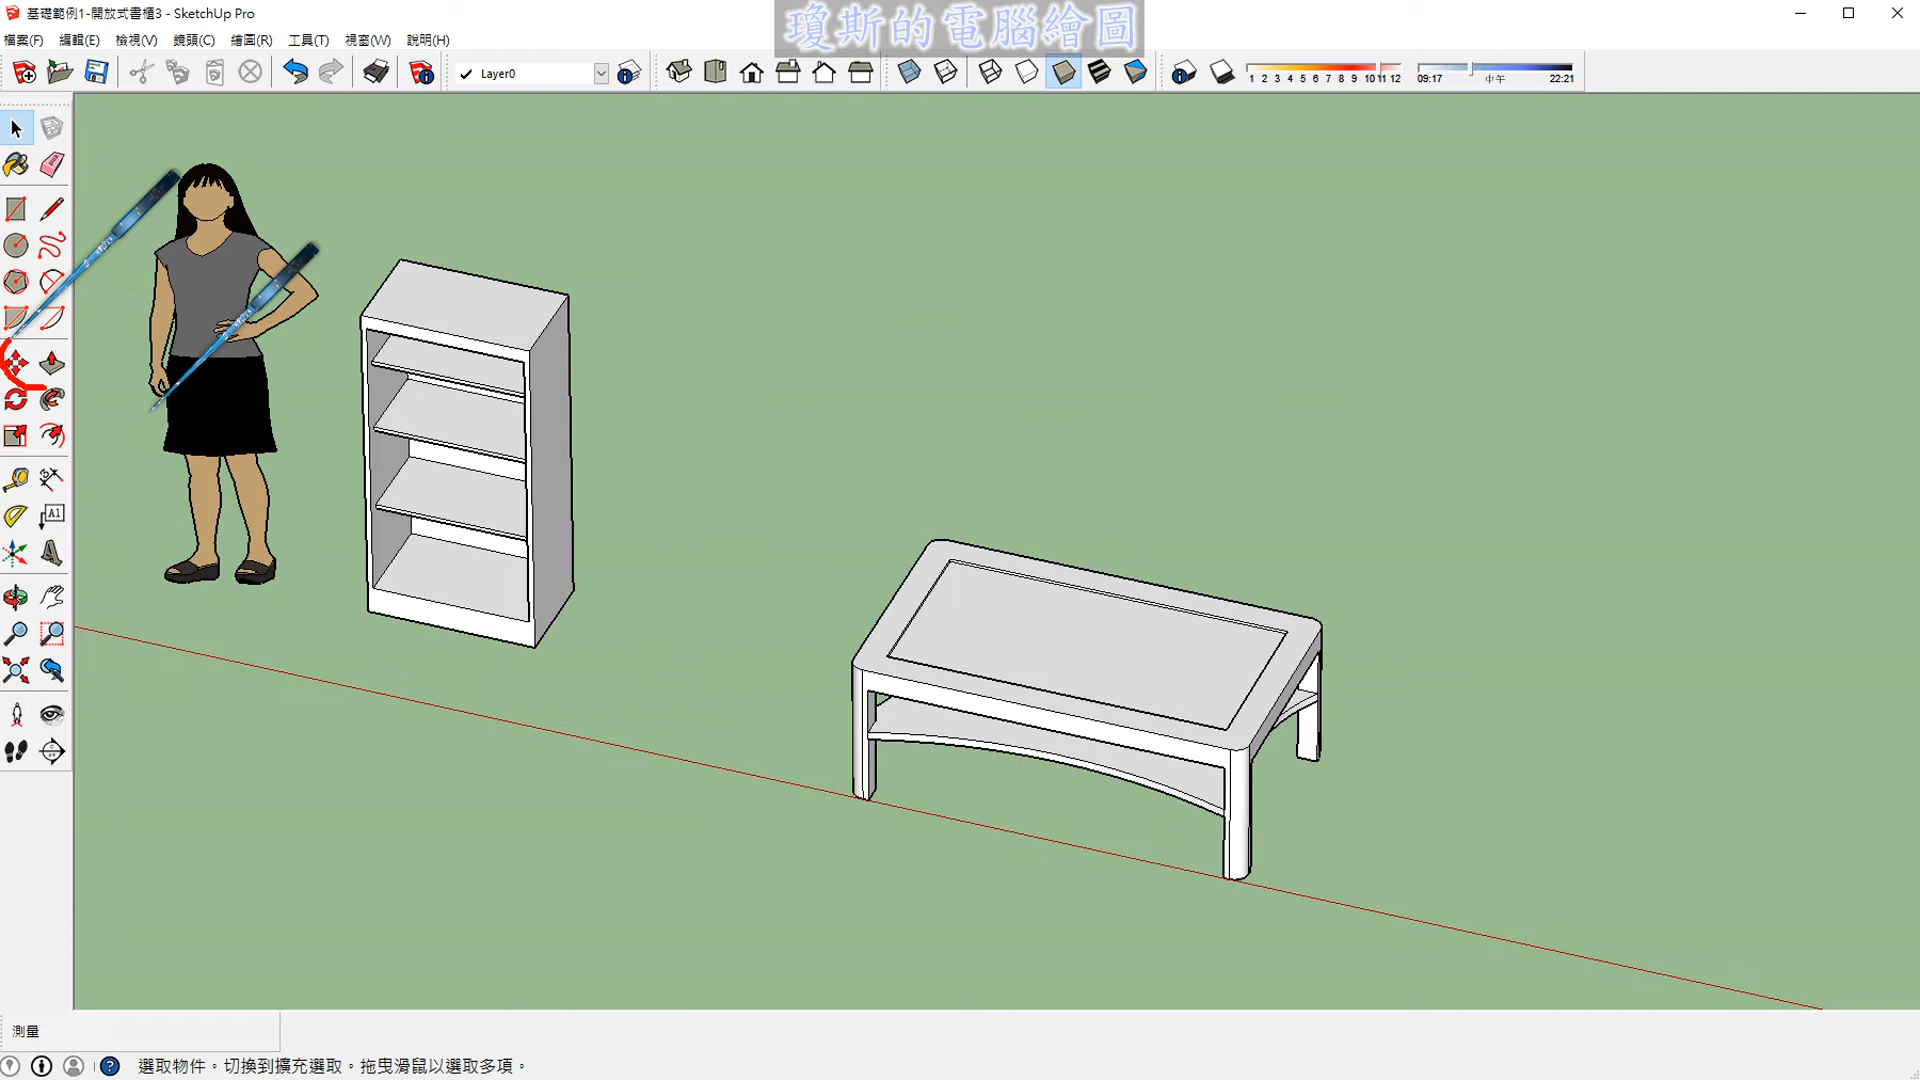 基礎範例1-開放式書櫃3 - SketchUp Pro
瓊斯的電腦繪圖
檔案(F) 編輯(E) 檢視(V) 鏡頭(C) 繪圖(R) 工具(T) 視窗(W) 說明(H)
Layer0
1 2 3 4 5 6 7 8 9 10 11 12
09:17 中午 22:21
A1
測量
選取物件。切換到擴充選取。拖曳滑鼠以選取多項。